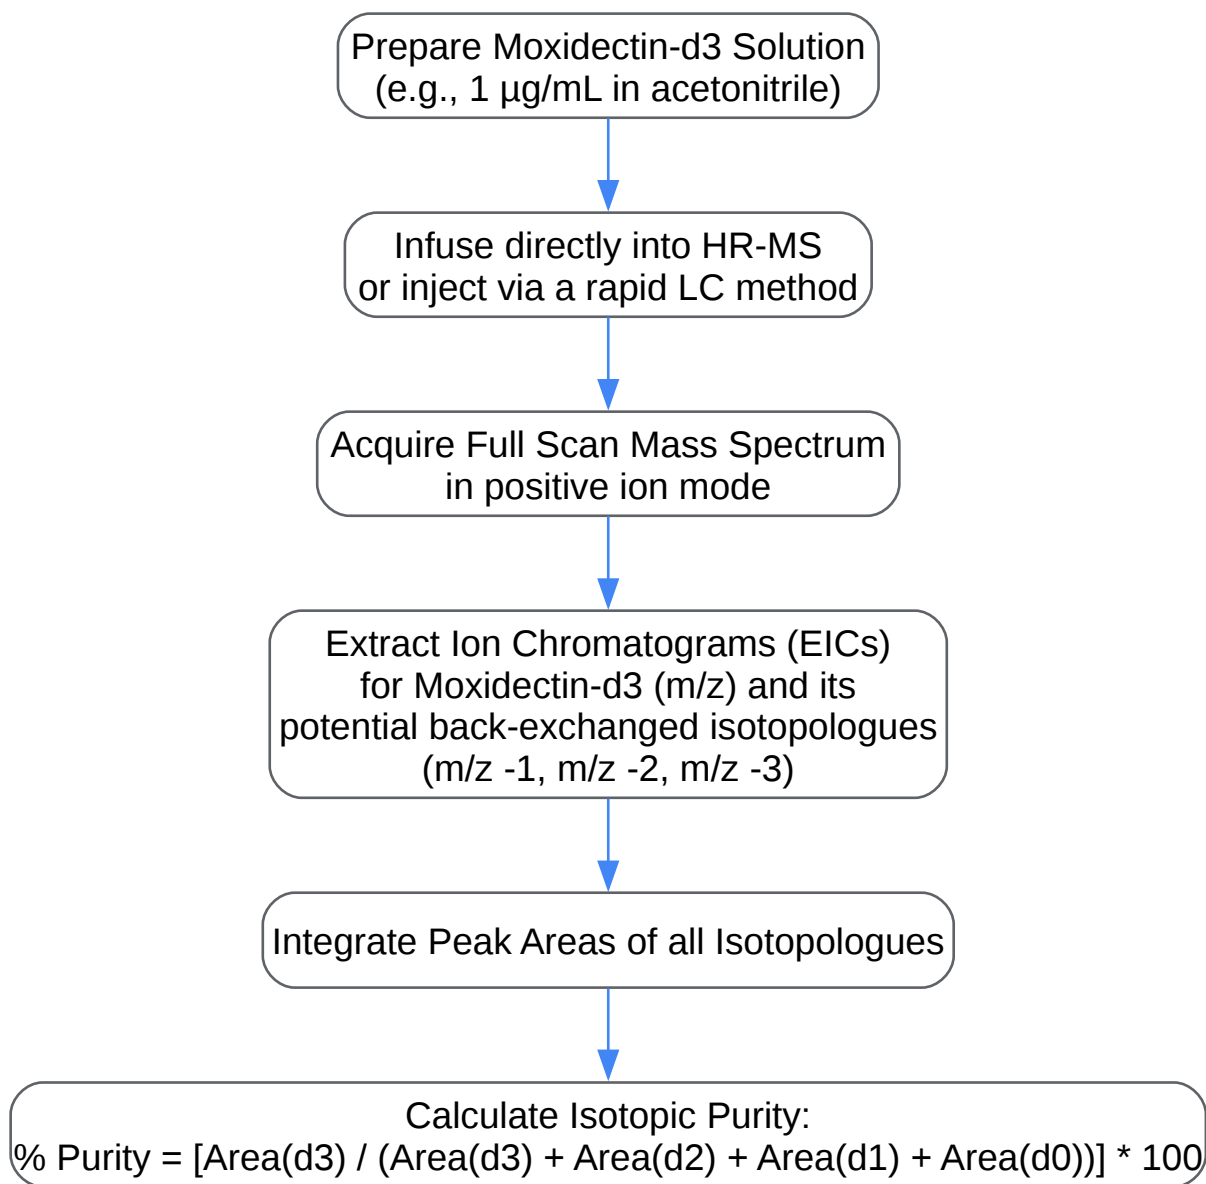 Prepare Moxidectin-d3 Solution
(e.g., 1 µg/mL in acetonitrile)
Infuse directly into HR-MS
or inject via a rapid LC method
Acquire Full Scan Mass Spectrum
in positive ion mode
Extract Ion Chromatograms (EICs)
for Moxidectin-d3 (m/z) and its
potential back-exchanged isotopologues
(m/z -1, m/z -2, m/z -3)
Integrate Peak Areas of all Isotopologues
Calculate Isotopic Purity:
% Purity = [Area(d3) / (Area(d3) + Area(d2) + Area(d1) + Area(d0))] * 100